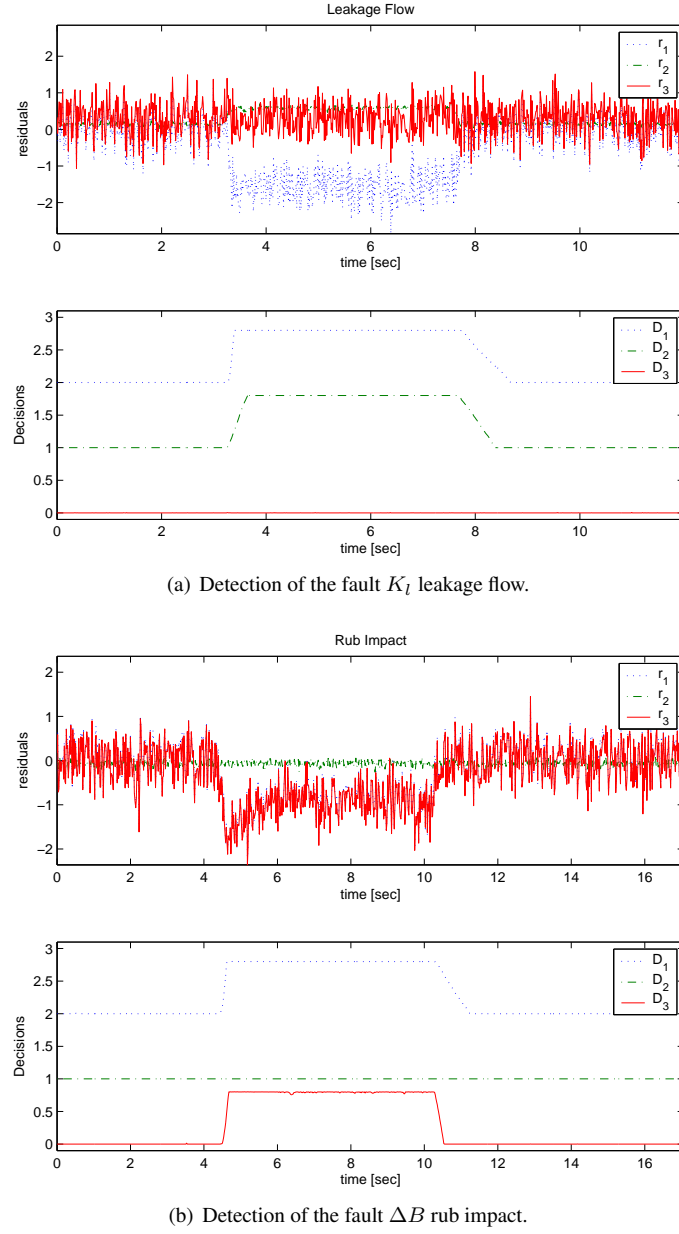 Leakage Flow
r1
r2
r3
2
1
0
−1
−2
residuals
0 2 4 6 8 10
time [sec]
D1
D2
D3
3
2.5
2
1.5
1
0.5
0
Decisions
0 2 4 6 8 10
time [sec]
(a) Detection of the fault Kl leakage flow.
Rub Impact
r1
r2
r3
2
1
0
−1
−2
residuals
0 2 4 6 8 10 12 14 16
time [sec]
D1
D2
D3
3
2.5
2
1.5
1
0.5
0
Decisions
0 2 4 6 8 10 12 14 16
time [sec]
(b) Detection of the fault ΔB rub impact.